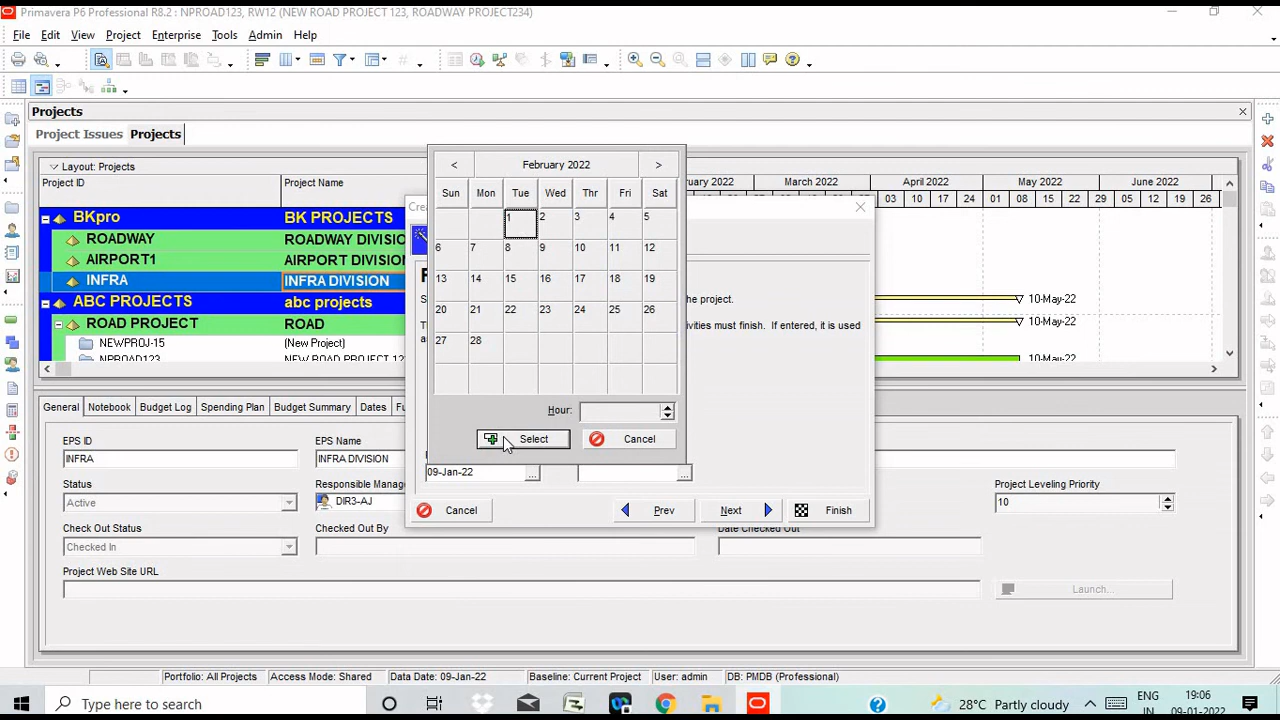 Primavera P6 Professional R8.2 : NPROAD123, RW12 (NEW ROAD PROJECT 123, ROADWAY PROJECT234)
File Edit View Project Enterprise Tools Admin Help
Projects
Project Issues Projects
Layout: Projects
Project ID Project Name
March 2022 April 2022 May 2022 June 2022
03 10 17 24 01 08 15 22 29 05 12 19 26
BKpro BK PROJECTS
ROADWAY ROADWAY DIVISION
AIRPORT1 AIRPORT DIVISION
INFRA INFRA DIVISION
ABC PROJECTS abc projects
10-May-22
ROAD PROJECT ROAD
10-May-22
NEWPROJ-15 (New Project)
February 2022
< >
Sun Mon Tue Wed Thr Fri Sat
1 2 3 4 5
6 7 8 9 10 11 12
13 14 15 16 17 18 19
20 21 22 23 24 25 26
27 28
Hour:
Select Cancel
he project.
ivities must finish. If entered, it is used
09-Jan-22 ... ...
Cancel Prev Next Finish
General Notebook Budget Log Spending Plan Budget Summary Dates Fu
EPS ID EPS Name
INFRA INFRA DIVISION
Status Responsible Manag Project Leveling Priority
Active DIR3-AJ 10
Check Out Status Checked Out By Date Checked Out
Checked In
Project Web Site URL
Launch...
Portfolio: All Projects Access Mode: Shared Data Date: 09-Jan-22 Baseline: Current Project User: admin DB: PMDB (Professional)
Type here to search
28°C Partly cloudy
ENG
IN
19:06
09-01-2022